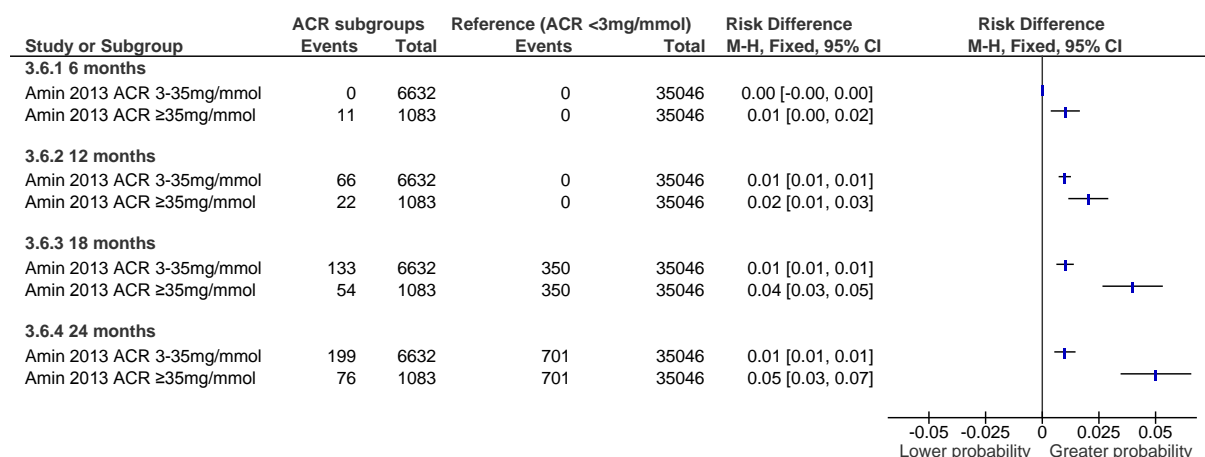 ACR subgroups Reference (ACR <3mg/mmol) Risk Difference Risk Difference
Study or Subgroup Events Total Events Total M-H, Fixed, 95% CI M-H, Fixed, 95% CI
3.6.1 6 months
Amin 2013 ACR 3-35mg/mmol 0 6632 0 35046 0.00 [-0.00, 0.00]
Amin 2013 ACR ≥35mg/mmol 11 1083 0 35046 0.01 [0.00, 0.02]
3.6.2 12 months
Amin 2013 ACR 3-35mg/mmol 66 6632 0 35046 0.01 [0.01, 0.01]
Amin 2013 ACR ≥35mg/mmol 22 1083 0 35046 0.02 [0.01, 0.03]
3.6.3 18 months
Amin 2013 ACR 3-35mg/mmol 133 6632 350 35046 0.01 [0.01, 0.01]
Amin 2013 ACR ≥35mg/mmol 54 1083 350 35046 0.04 [0.03, 0.05]
3.6.4 24 months
Amin 2013 ACR 3-35mg/mmol 199 6632 701 35046 0.01 [0.01, 0.01]
Amin 2013 ACR ≥35mg/mmol 76 1083 701 35046 0.05 [0.03, 0.07]
-0.05 -0.025 0 0.025 0.05
Lower probability Greater probability